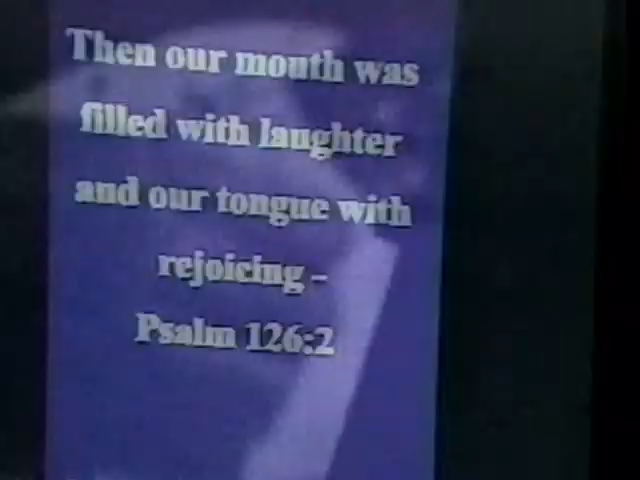 Then our mouth was
filled with laughter
and our tongue with
rejoicing -
Psalm 126:2